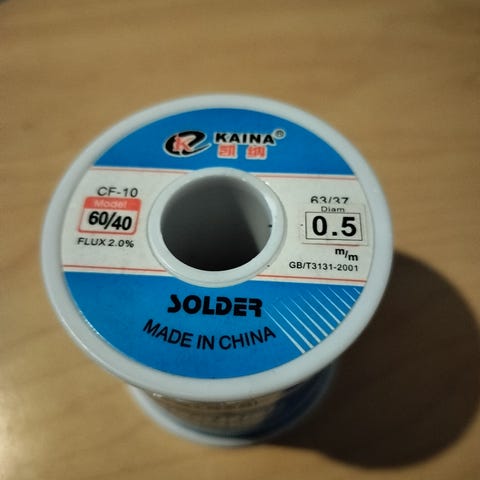 KAINA®
凯纳
CF-10
Model
60/40
FLUX 2.0%
63/37
Diam
0.5
m/m
GB/T3131-2001
SOLDER
MADE IN CHINA